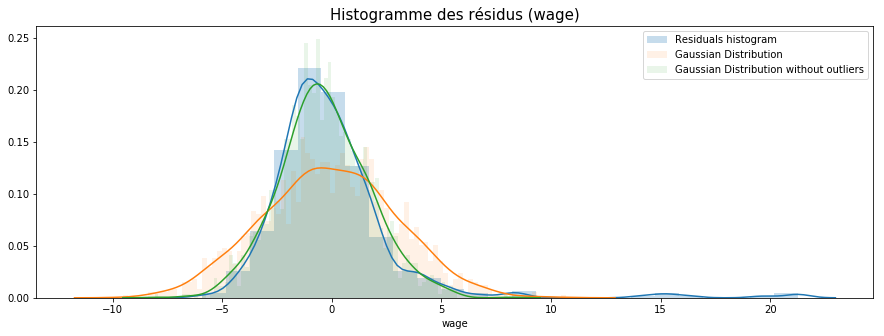 Histogramme des résidus (wage)
Residuals histogram
Gaussian Distribution
Gaussian Distribution without outliers
0.25
0.20
0.15
0.10
0.05
0.00
−10 −5 0 5 10 15 20
wage